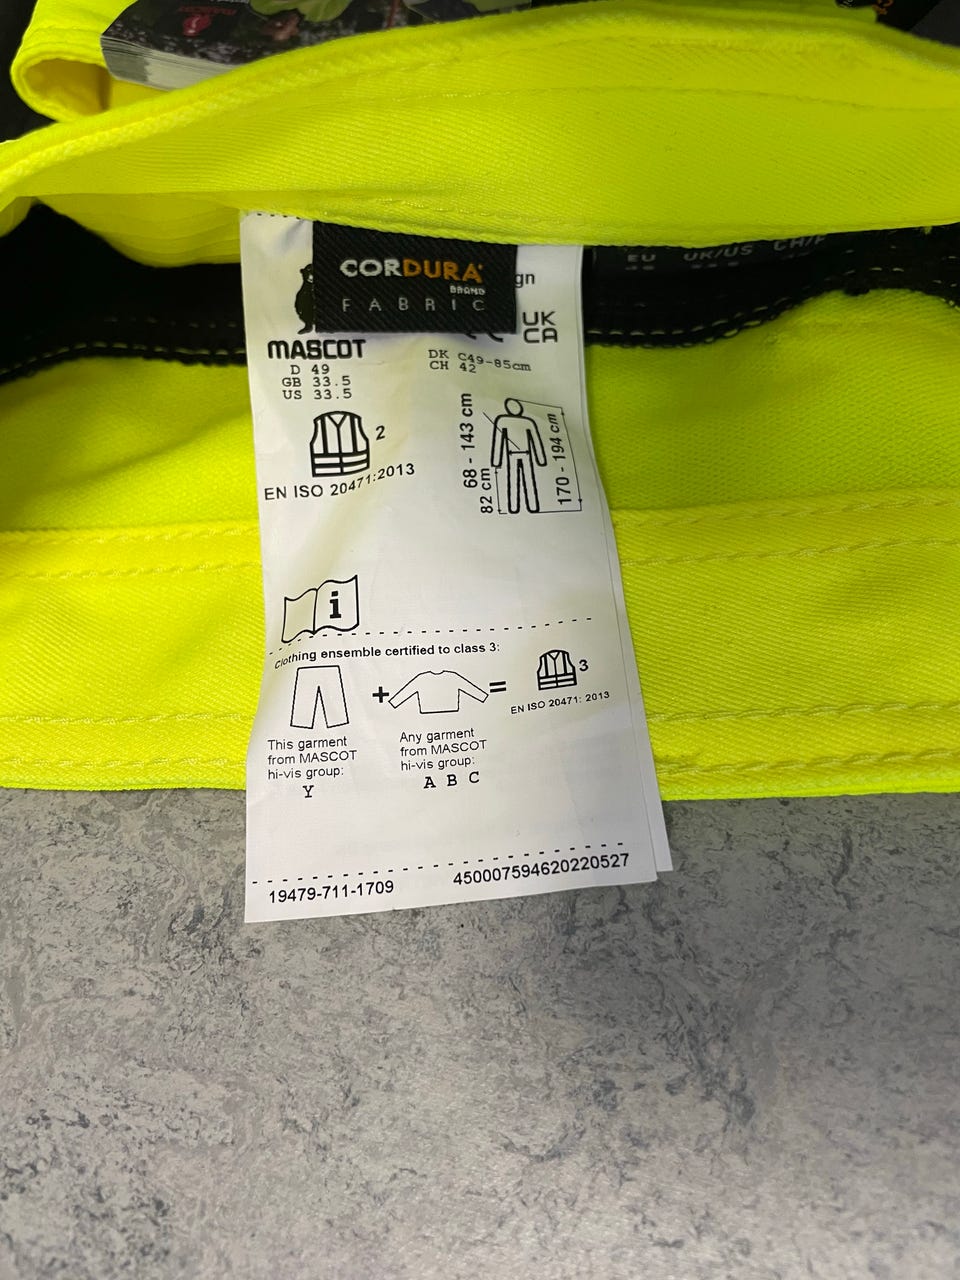 EU UK/US CH/F
CORDURA
BRAND
FABRIC
gn
UK
CA
MASCOT
D 49
GB 33.5
US 33.5
DK C49-85cm
CH 42
2
EN ISO 20471:2013
68 - 143 cm
82 cm
170 - 194 cm
i
Clothing ensemble certified to class 3:
+
=
3
EN ISO 20471: 2013
This garment
from MASCOT
hi-vis group:
Y
Any garment
from MASCOT
hi-vis group:
A B C
19479-711-1709
450007594620220527